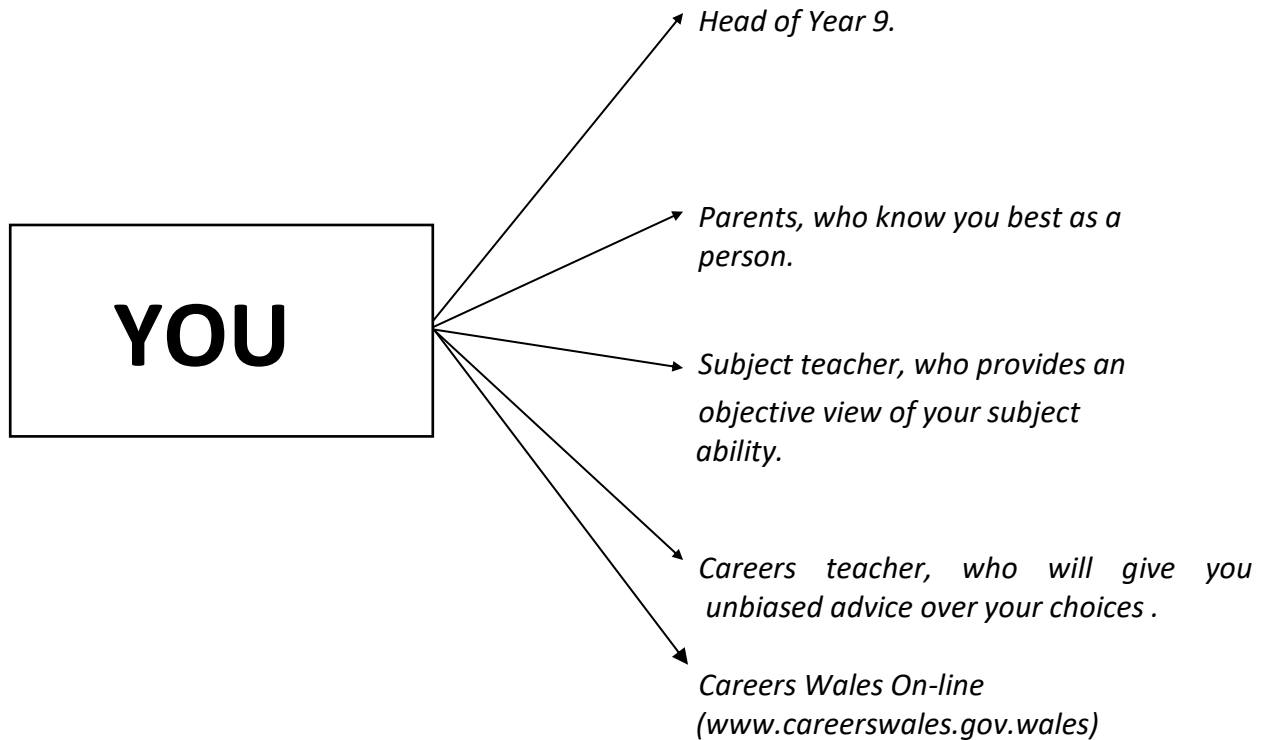 Head of Year 9.
Parents, who know you best as a
person.
YOU
Subject teacher, who provides an
objective view of your subject
ability.
Careers teacher, who will give you
unbiased advice over your choices .
Careers Wales On-line
(www.careerswales.gov.wales)